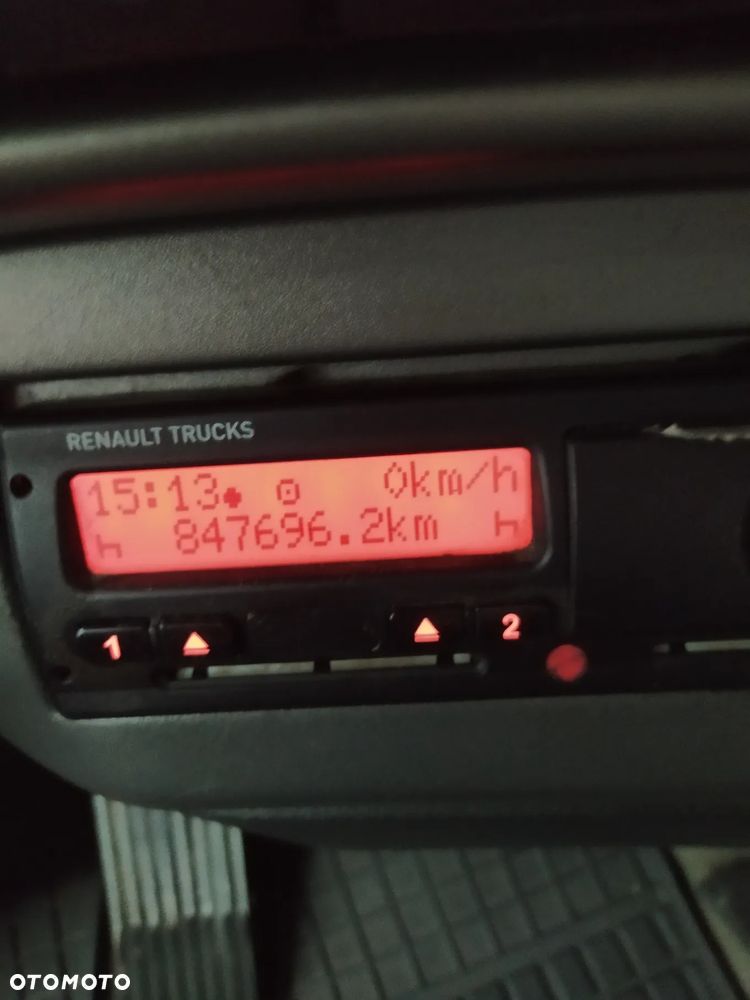 RENAULT TRUCKS
15:13 0km/h
847696.2km
1 2
OTOMOTO